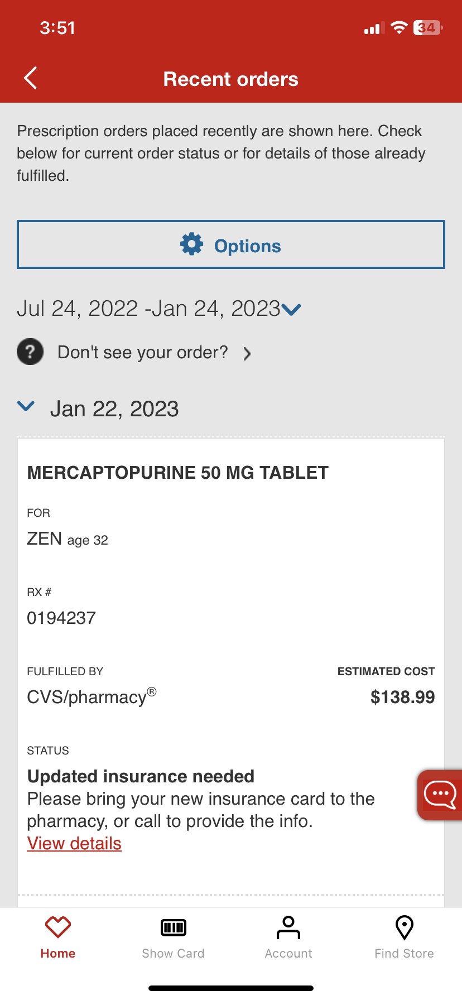 3:51
34
Recent orders
Prescription orders placed recently are shown here. Check
below for current order status or for details of those already
fulfilled.
Options
Jul 24, 2022 -Jan 24, 2023
? Don't see your order?
Jan 22, 2023
MERCAPTOPURINE 50 MG TABLET
FOR
ZEN age 32
RX #
0194237
FULFILLED BY
ESTIMATED COST
CVS/pharmacy®
$138.99
STATUS
Updated insurance needed
Please bring your new insurance card to the
pharmacy, or call to provide the info.
View details
Home
Show Card
Account
Find Store